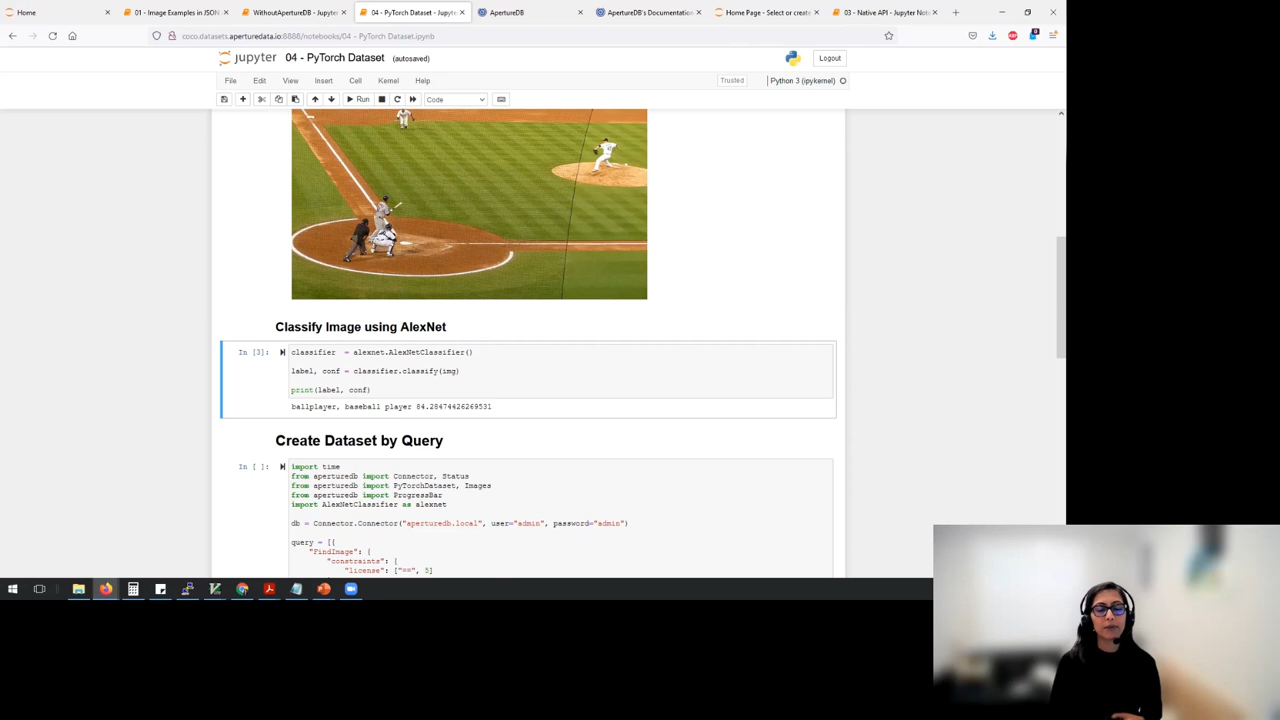 Home
01 - Image Examples in JSON
WithoutApertureDB - Jupyter
04 - PyTorch Dataset - Jupyte
ApertureDB
ApertureDB's Documentation
Home Page - Select or create
03 - Native API - Jupyter Note
coco.datasets.aperturedata.io:8888/notebooks/04 - PyTorch Dataset.ipynb
jupyter 04 - PyTorch Dataset (autosaved)
Logout
File Edit View Insert Cell Kernel Help
Trusted
Python 3 (ipykernel)
Run
Code
Classify Image using AlexNet
In [3]:
classifier = alexnet.AlexNetClassifier()
label, conf = classifier.classify(img)
print(label, conf)
ballplayer, baseball player 84.28474426269531
Create Dataset by Query
In [ ]:
import time
from aperturedb import Connector, Status
from aperturedb import PyTorchDataset, Images
from aperturedb import ProgressBar
import AlexNetClassifier as alexnet
db = Connector.Connector("aperturedb.local", user="admin", password="admin")
query = [{
"FindImage": {
"constraints": {
"license": ["==", 5]